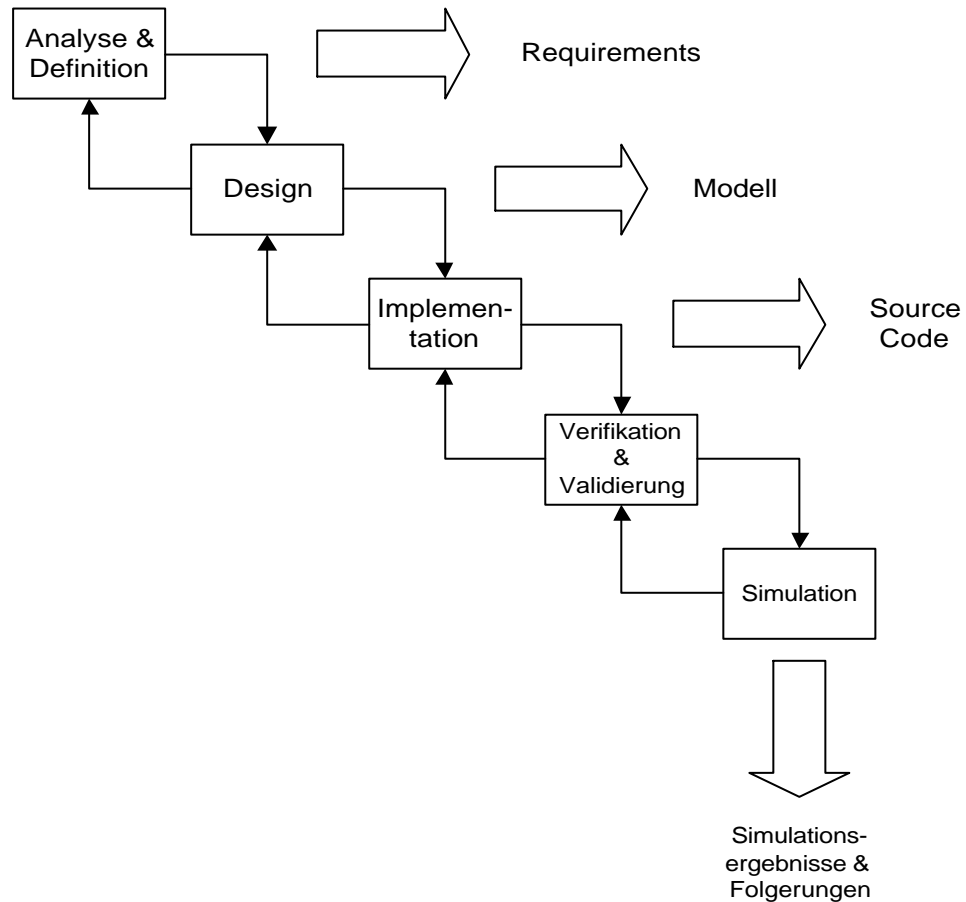 Analyse &
Definition
Requirements
Design
Modell
Implemen-
tation
Source
Code
Verifikation
&
Validierung
Simulation
Simulations-
ergebnisse &
Folgerungen